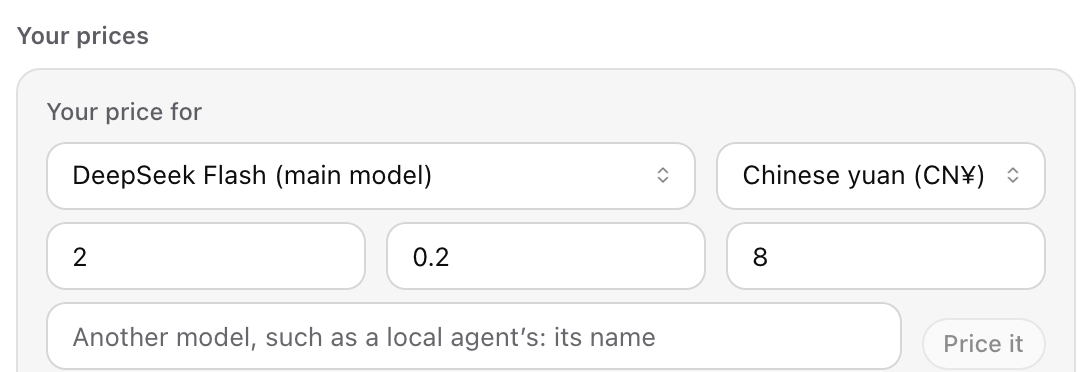 Your prices
Your price for
DeepSeek Flash (main model)
Chinese yuan (CN¥)
2
0.2
8
Another model, such as a local agent’s: its name
Price it